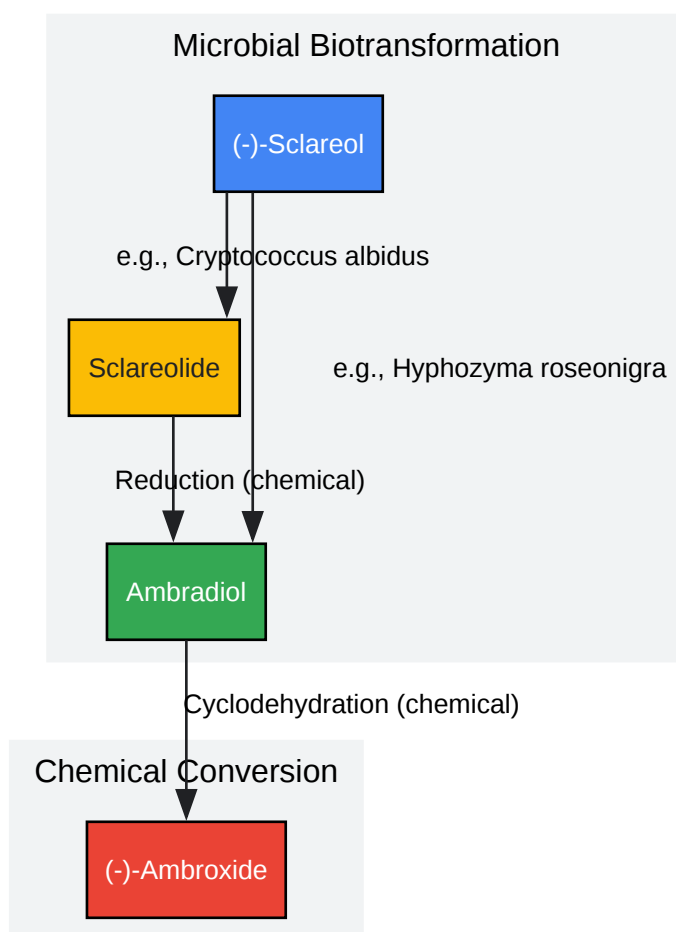 Microbial Biotransformation
(-)-Sclareol
e.g., Cryptococcus albidus
Sclareolide
e.g., Hyphozyma roseonigra
Reduction (chemical)
Ambradiol
Cyclodehydration (chemical)
Chemical Conversion
(-)-Ambroxide